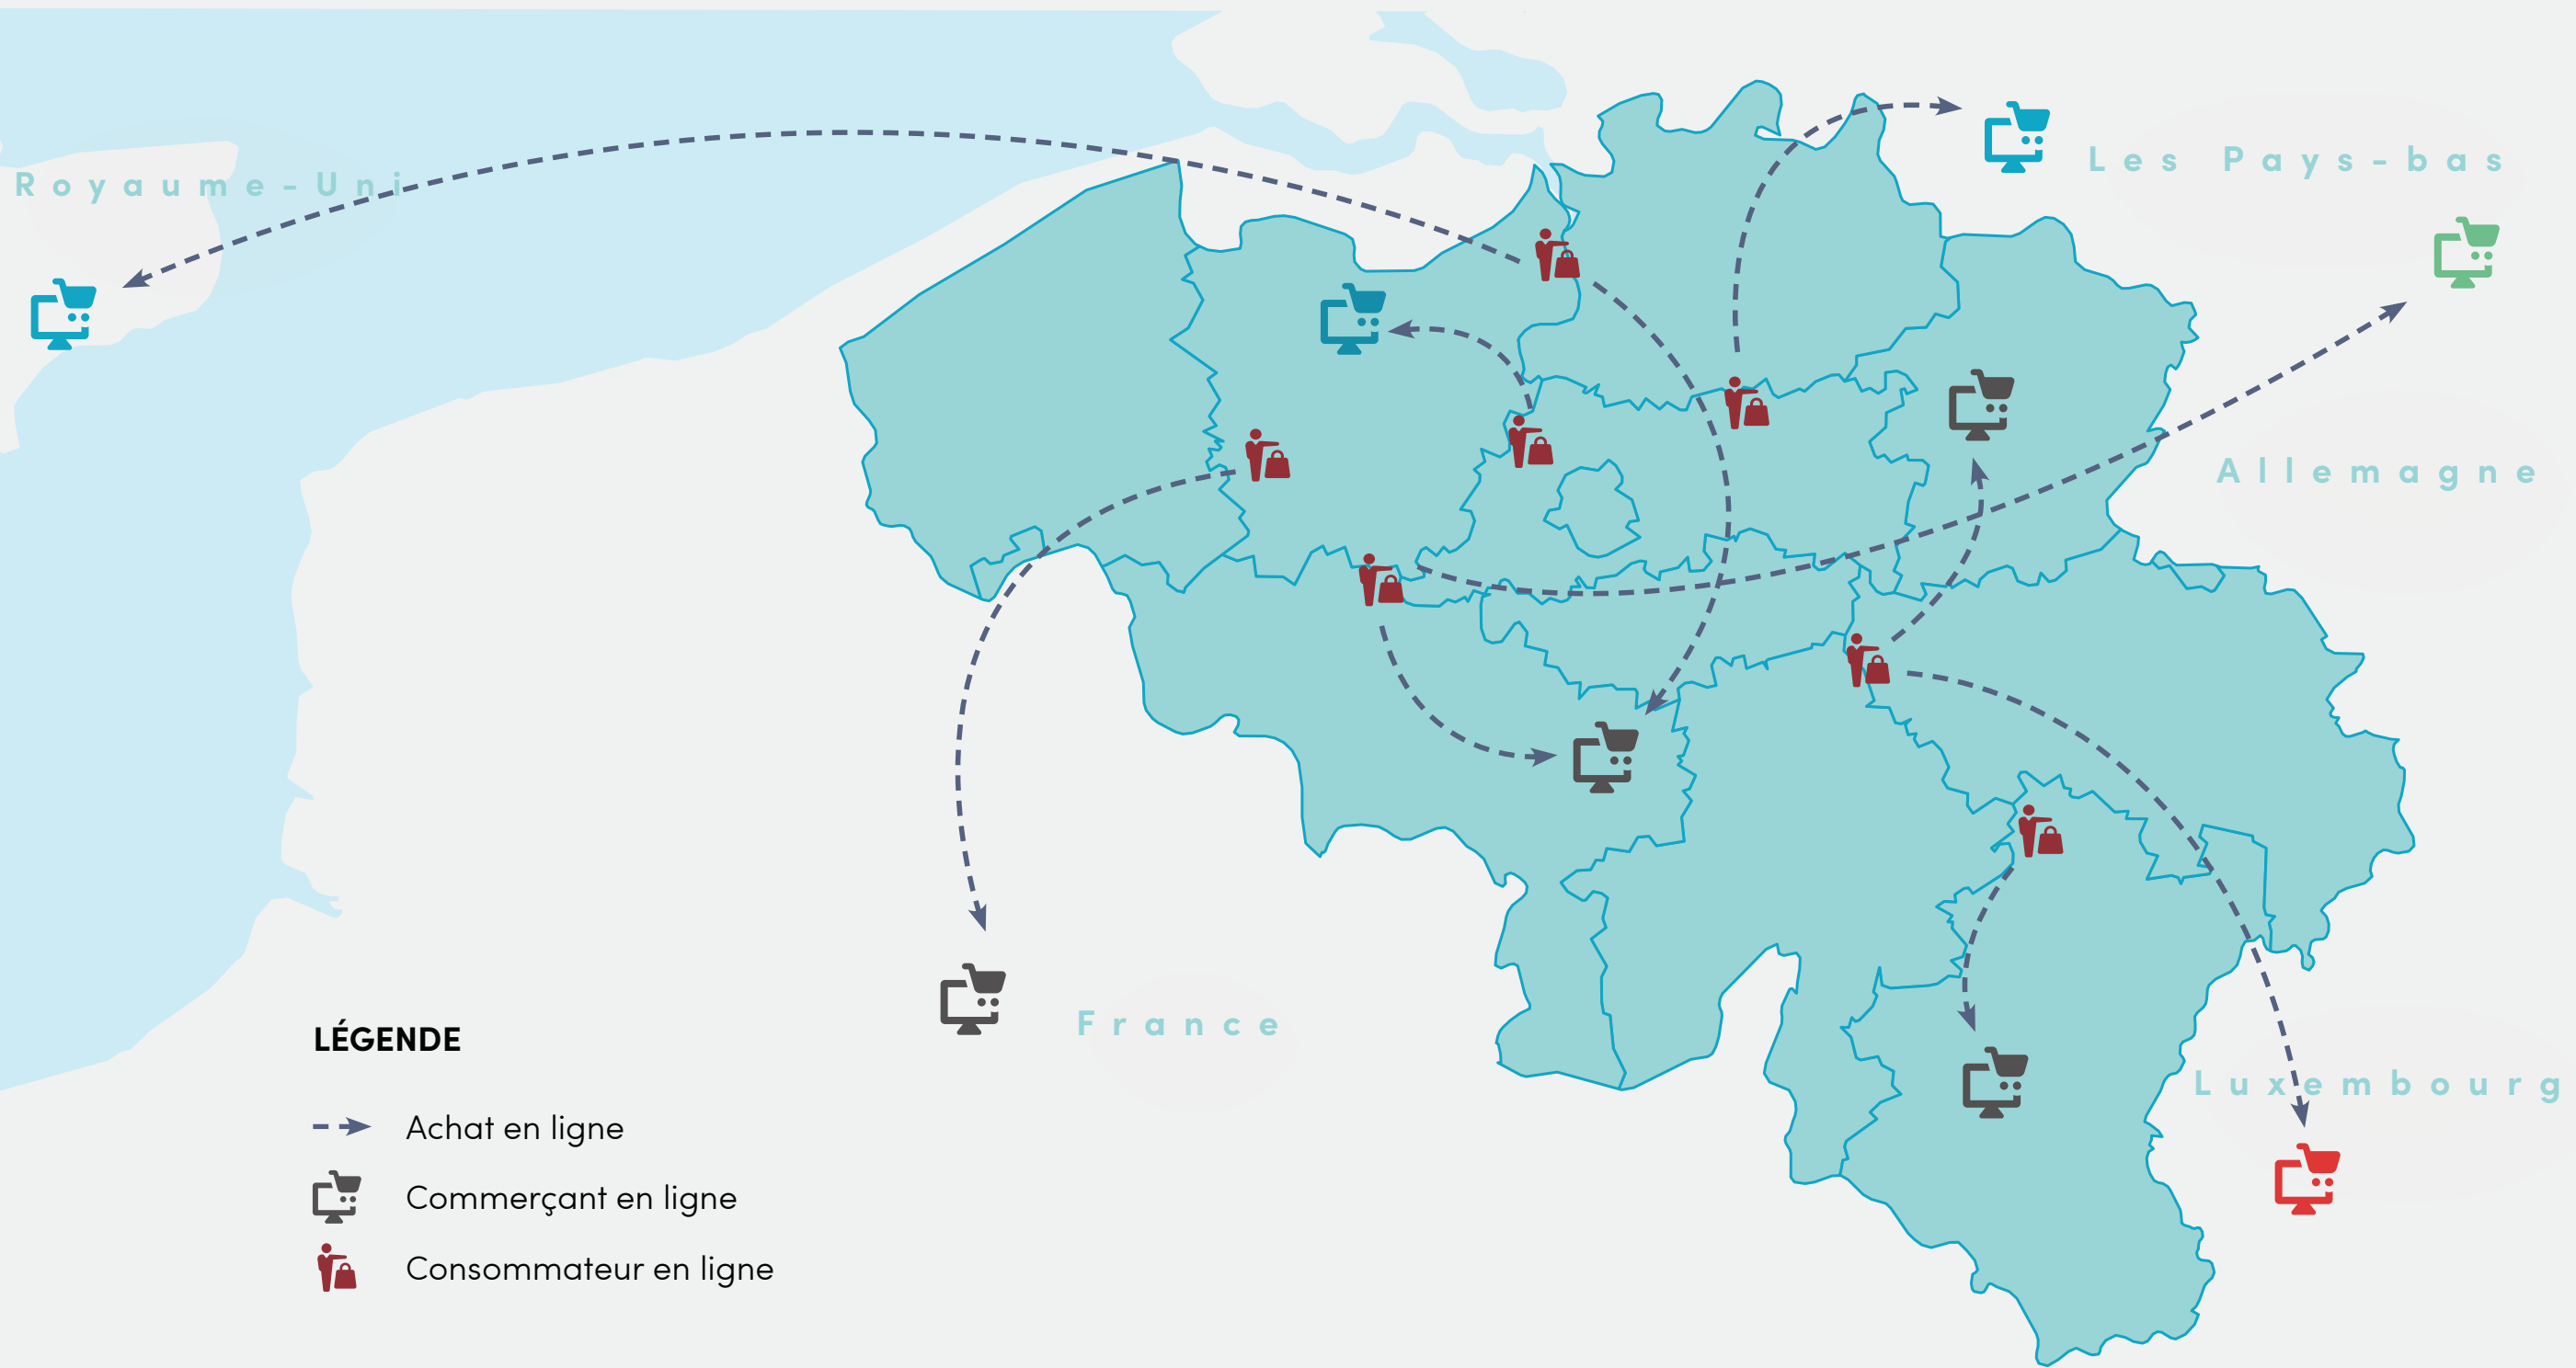 Les Pays-bas
Royaume-Uni
Allemagne
France
Luxembourg
LÉGENDE
Achat en ligne
Commerçant en ligne
Consommateur en ligne